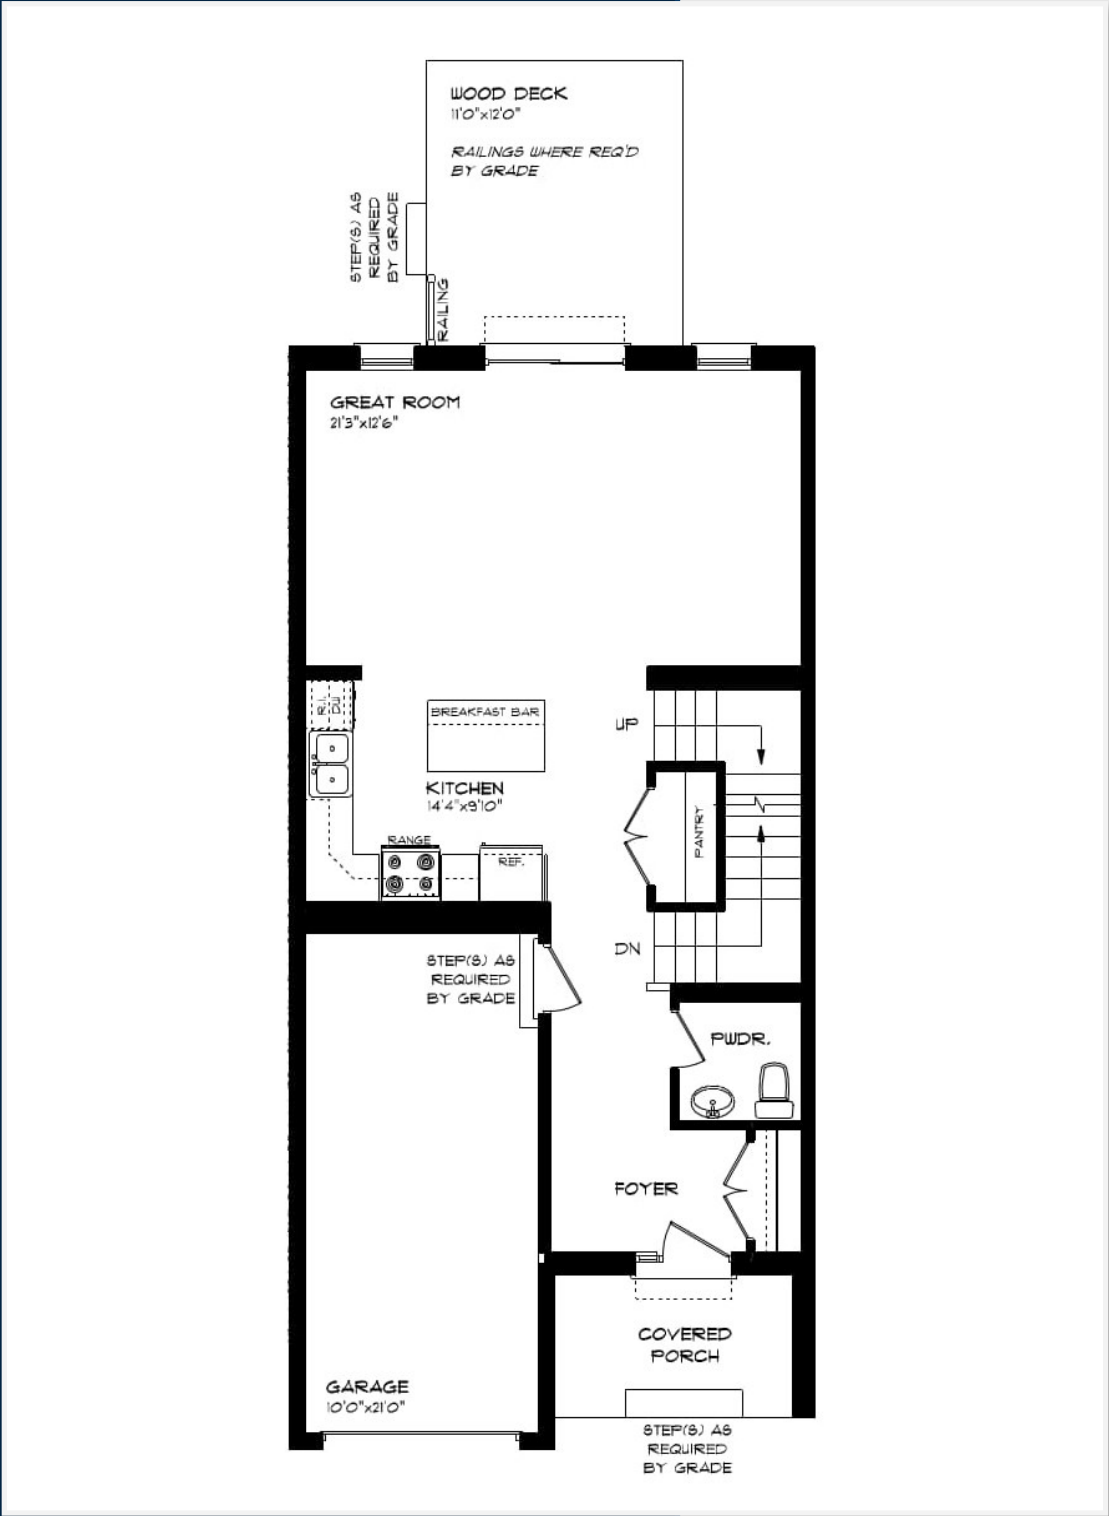 WOOD DECK
11'0"x12'0"
RAILINGS WHERE REQ'D
BY GRADE
STEP(S) AS
REQUIRED
BY GRADE
RAILING
GREAT ROOM
21'3"x12'6"
R.I.
DW
BREAKFAST BAR
UP
KITCHEN
14'4"x9'10"
PANTRY
RANGE
REF.
DN
STEP(S) AS
REQUIRED
BY GRADE
PWDR.
FOYER
COVERED
PORCH
GARAGE
10'0"x21'0"
STEP(S) AS
REQUIRED
BY GRADE